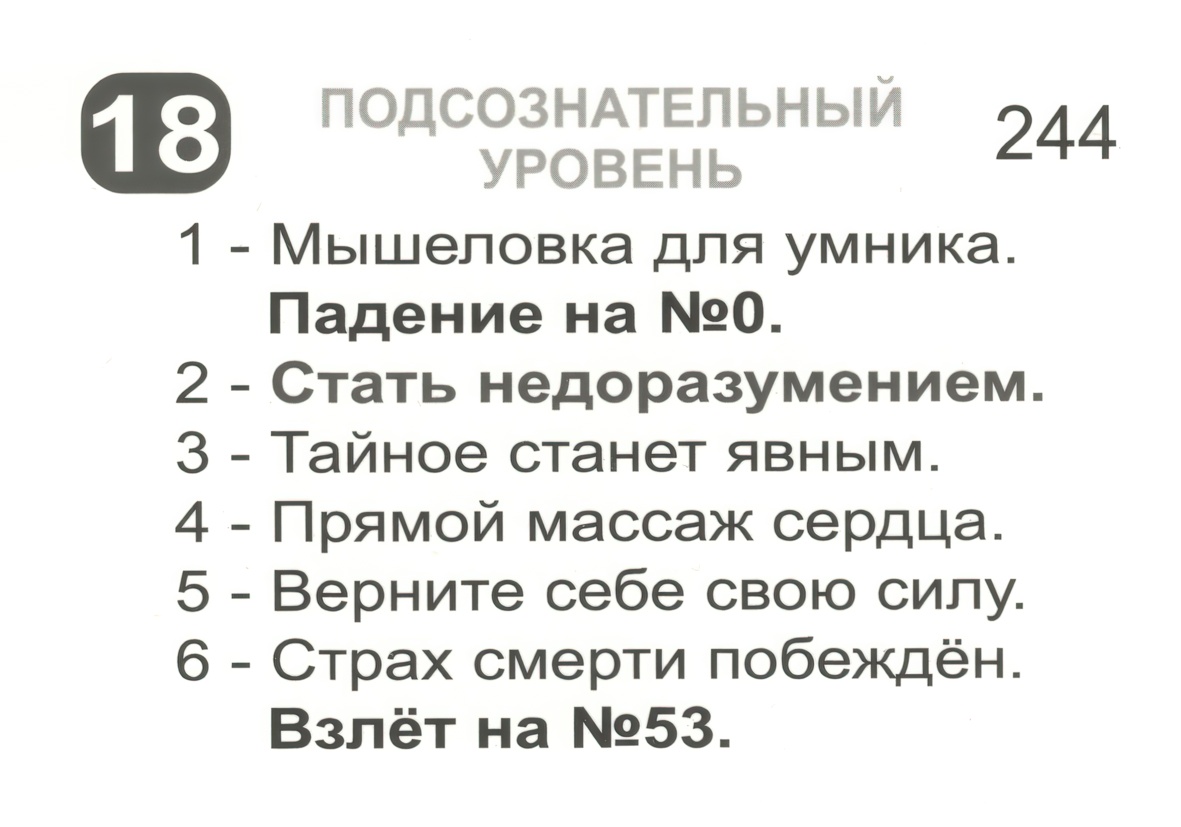 18
ПОДСОЗНАТЕЛЬНЫЙ
УРОВЕНЬ
244
1 - Мышеловка для умника.
Падение на №0.
2 - Стать недоразумением.
3 - Тайное станет явным.
4 - Прямой массаж сердца.
5 - Верните себе свою силу.
6 - Страх смерти побеждён.
Взлёт на №53.